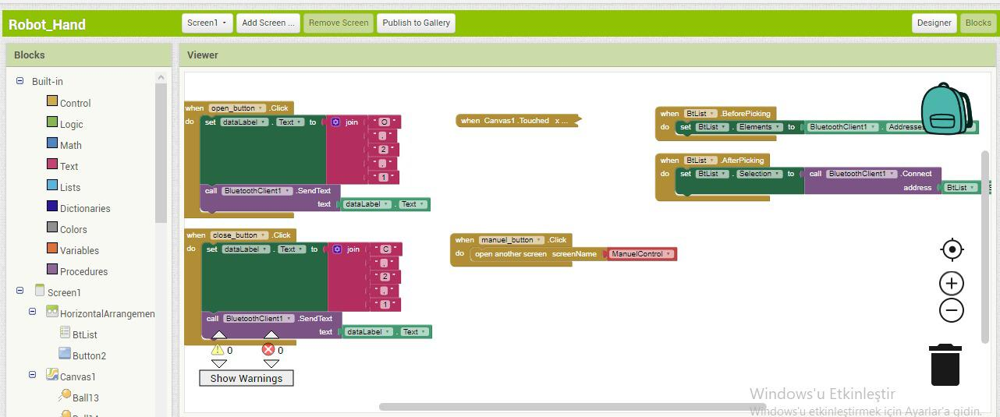 Robot_Hand
Screen1
Add Screen ...
Remove Screen
Publish to Gallery
Designer
Blocks
Blocks
Viewer
Built-in
Control
Logic
Math
Text
Lists
Dictionaries
Colors
Variables
Procedures
Screen1
HorizontalArrangemen
BtList
Button2
Canvas1
Ball13
when open_button .Click
do set dataLabel . Text to join " O "
" , "
" 2 "
" , "
" 1 "
call BluetoothClient1 .SendText
text dataLabel . Text
when close_button .Click
do set dataLabel . Text to join " C "
" , "
" 2 "
" , "
" 1 "
call BluetoothClient1 .SendText
text dataLabel . Text
0 0
Show Warnings
when Canvas1 .Touched x ...
when manuel_button .Click
do open another screen screenName ManuelControl
when BtList .BeforePicking
do set BtList . Elements to BluetoothClient1 . Addresses
when BtList .AfterPicking
do set BtList . Selection to call BluetoothClient1 .Connect
address BtList
Windows'u Etkinleştir
Windows'u etkinleştirmek için Ayarlar'a gidin.